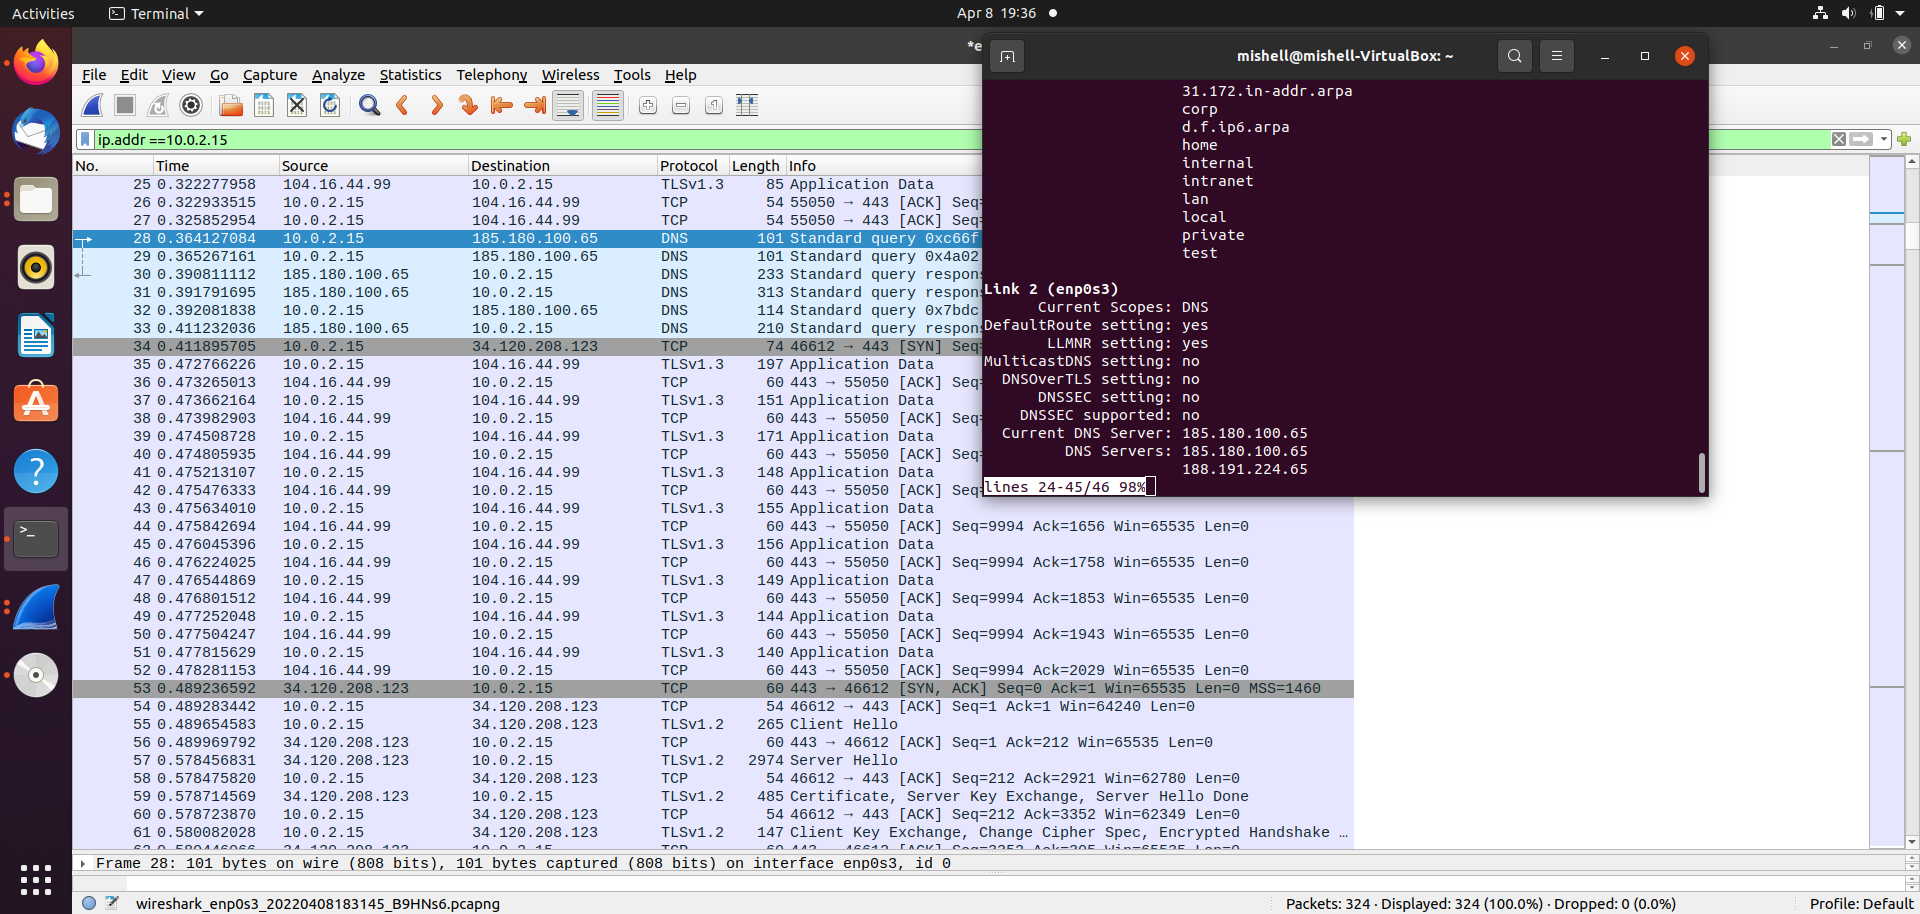 Activities
Terminal
Apr 8 19:36
*e
mishell@mishell-VirtualBox: ~
File Edit View Go Capture Analyze Statistics Telephony Wireless Tools Help
ip.addr ==10.0.2.15
No. Time Source Destination Protocol Length Info
25 0.322277958 104.16.44.99 10.0.2.15 TLSv1.3 85 Application Data
26 0.322933515 10.0.2.15 104.16.44.99 TCP 54 55050 → 443 [ACK] Seq=
27 0.325852954 10.0.2.15 104.16.44.99 TCP 54 55050 → 443 [ACK] Seq=
28 0.364127084 10.0.2.15 185.180.100.65 DNS 101 Standard query 0xc66f
29 0.365267161 10.0.2.15 185.180.100.65 DNS 101 Standard query 0x4a02
30 0.390811112 185.180.100.65 10.0.2.15 DNS 233 Standard query respon
31 0.391791695 185.180.100.65 10.0.2.15 DNS 313 Standard query respon
32 0.392081838 10.0.2.15 185.180.100.65 DNS 114 Standard query 0x7bdc
33 0.411232036 185.180.100.65 10.0.2.15 DNS 210 Standard query respon
34 0.411895705 10.0.2.15 34.120.208.123 TCP 74 46612 → 443 [SYN] Seq=
35 0.472766226 10.0.2.15 104.16.44.99 TLSv1.3 197 Application Data
36 0.473265013 104.16.44.99 10.0.2.15 TCP 60 443 → 55050 [ACK] Seq=
37 0.473662164 10.0.2.15 104.16.44.99 TLSv1.3 151 Application Data
38 0.473982903 104.16.44.99 10.0.2.15 TCP 60 443 → 55050 [ACK] Seq=
39 0.474508728 10.0.2.15 104.16.44.99 TLSv1.3 171 Application Data
40 0.474805935 104.16.44.99 10.0.2.15 TCP 60 443 → 55050 [ACK] Seq=
41 0.475213107 10.0.2.15 104.16.44.99 TLSv1.3 148 Application Data
42 0.475476333 104.16.44.99 10.0.2.15 TCP 60 443 → 55050 [ACK] Seq=
43 0.475634010 10.0.2.15 104.16.44.99 TLSv1.3 155 Application Data
44 0.475842694 104.16.44.99 10.0.2.15 TCP 60 443 → 55050 [ACK] Seq=9994 Ack=1656 Win=65535 Len=0
45 0.476045396 10.0.2.15 104.16.44.99 TLSv1.3 156 Application Data
46 0.476224025 104.16.44.99 10.0.2.15 TCP 60 443 → 55050 [ACK] Seq=9994 Ack=1758 Win=65535 Len=0
47 0.476544869 10.0.2.15 104.16.44.99 TLSv1.3 149 Application Data
48 0.476801512 104.16.44.99 10.0.2.15 TCP 60 443 → 55050 [ACK] Seq=9994 Ack=1853 Win=65535 Len=0
49 0.477252048 10.0.2.15 104.16.44.99 TLSv1.3 144 Application Data
50 0.477504247 104.16.44.99 10.0.2.15 TCP 60 443 → 55050 [ACK] Seq=9994 Ack=1943 Win=65535 Len=0
51 0.477815629 10.0.2.15 104.16.44.99 TLSv1.3 140 Application Data
52 0.478281153 104.16.44.99 10.0.2.15 TCP 60 443 → 55050 [ACK] Seq=9994 Ack=2029 Win=65535 Len=0
53 0.489236592 34.120.208.123 10.0.2.15 TCP 60 443 → 46612 [SYN, ACK] Seq=0 Ack=1 Win=65535 Len=0 MSS=1460
54 0.489283442 10.0.2.15 34.120.208.123 TCP 54 46612 → 443 [ACK] Seq=1 Ack=1 Win=64240 Len=0
55 0.489654583 10.0.2.15 34.120.208.123 TLSv1.2 265 Client Hello
56 0.489969792 34.120.208.123 10.0.2.15 TCP 60 443 → 46612 [ACK] Seq=1 Ack=212 Win=65535 Len=0
57 0.578456831 34.120.208.123 10.0.2.15 TLSv1.2 2974 Server Hello
58 0.578475820 10.0.2.15 34.120.208.123 TCP 54 46612 → 443 [ACK] Seq=212 Ack=2921 Win=62780 Len=0
59 0.578714569 34.120.208.123 10.0.2.15 TLSv1.2 485 Certificate, Server Key Exchange, Server Hello Done
60 0.578723870 10.0.2.15 34.120.208.123 TCP 54 46612 → 443 [ACK] Seq=212 Ack=3352 Win=62349 Len=0
61 0.580082028 10.0.2.15 34.120.208.123 TLSv1.2 147 Client Key Exchange, Change Cipher Spec, Encrypted Handshake …
31.172.in-addr.arpa
corp
d.f.ip6.arpa
home
internal
intranet
lan
local
private
test
Link 2 (enp0s3)
Current Scopes: DNS
DefaultRoute setting: yes
LLMNR setting: yes
MulticastDNS setting: no
DNSOverTLS setting: no
DNSSEC setting: no
DNSSEC supported: no
Current DNS Server: 185.180.100.65
DNS Servers: 185.180.100.65
188.191.224.65
lines 24-45/46 98%
Frame 28: 101 bytes on wire (808 bits), 101 bytes captured (808 bits) on interface enp0s3, id 0
wireshark_enp0s3_20220408183145_B9HNs6.pcapng
Packets: 324 · Displayed: 324 (100.0%) · Dropped: 0 (0.0%)
Profile: Default